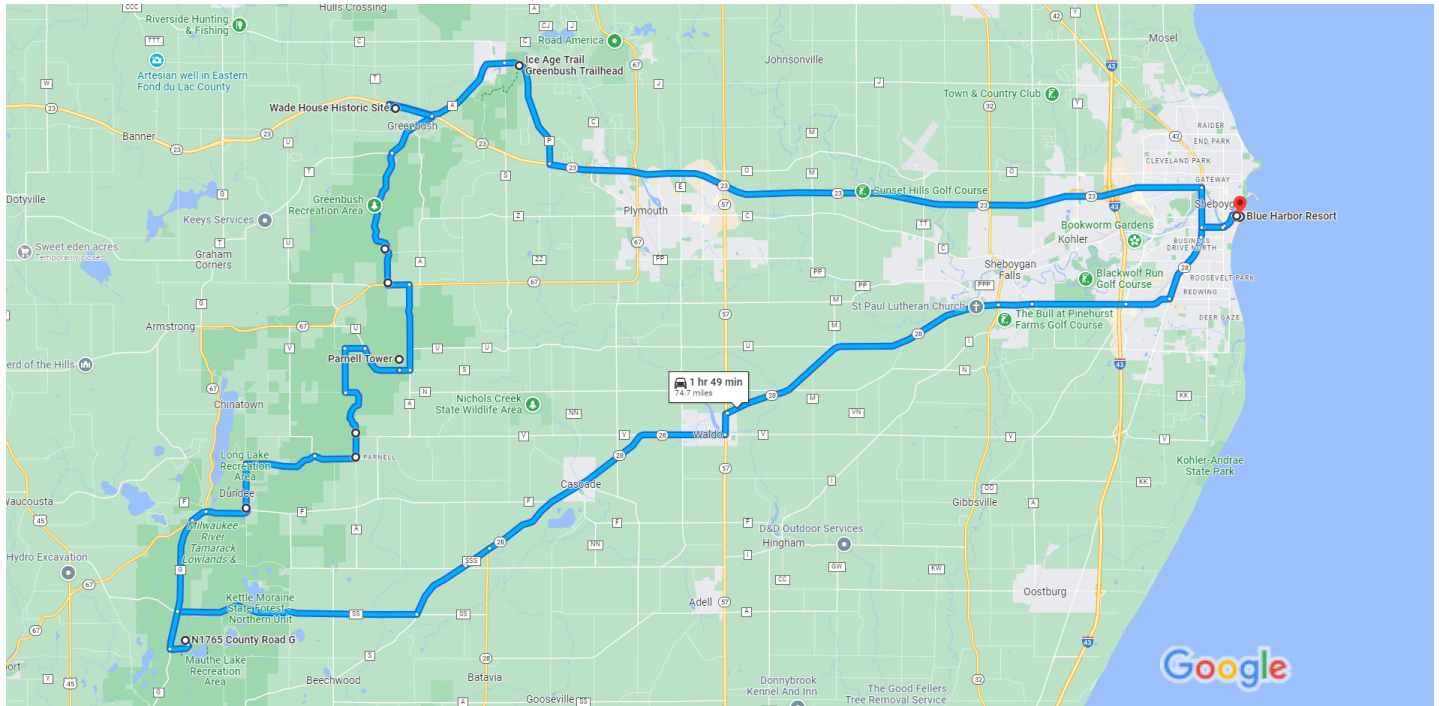 Hulls Crossing
Riverside Hunting
& Fishing
Road America
Mosel
Johnsonville
Ice Age Trail
Greenbush Trailhead
Artesian well in Eastern
Fond du Lac County
Town & Country Club
Wade House Historic Site
Greenbush
Banner
RAIDER
END PARK
CLEVELAND PARK
GATEWAY
Dotyville
Greenbush
Recreation Area
Keeys Services
Plymouth
Sunset Hills Golf Course
Sheboygan
Blue Harbor Resort
Bookworm Gardens
Kohler
BUSINESS
DRIVE NORTH
Sweet eden acres
Temporarily closed
Graham
Corners
Sheboygan
Falls
Blackwolf Run
Golf Course
ROOSEVELT PARK
REDWING
St Paul Lutheran Church
The Bull at Pinehurst
Farms Golf Course
DEER GAZE
Armstrong
erd of the Hills
Parnell Tower
1 hr 49 min
74.7 miles
Chinatown
Nichols Creek
State Wildlife Area
Waldo
Long Lake
Recreation
Area
PARNELL
Kohler-Andrae
State Park
Dundee
Cascade
Waucousta
Gibbsville
Milwaukee
River
Tamarack
Lowlands &...
D&D Outdoor Services
Hingham
Hydro Excavation
Kettle Moraine
State Forest -
Northern Unit
Adell
Oostburg
N1765 County Road G
Mauthe Lake
Recreation
Area
Beechwood
Batavia
Gooseville
Donnybrook
Kennel And Inn
The Good Fellers
Tree Removal Service
Google